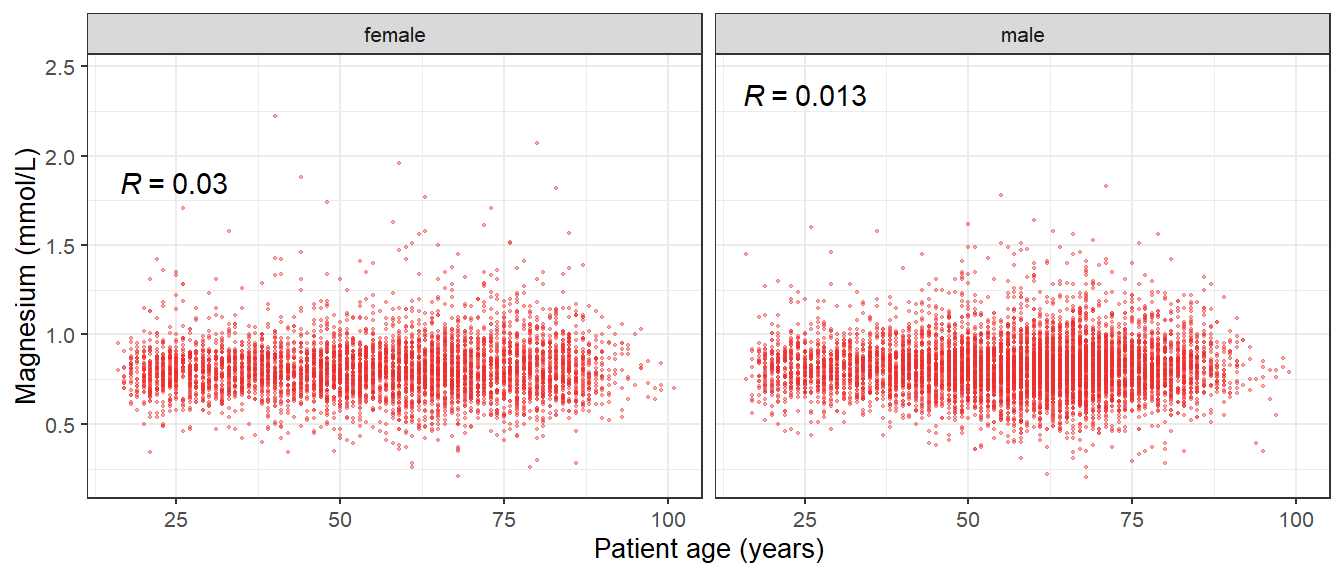 female
male
2.5
2.0
1.5
1.0
0.5
R = 0.03
R = 0.013
25
50
75
100
25
50
75
100
Magnesium (mmol/L)
Patient age (years)